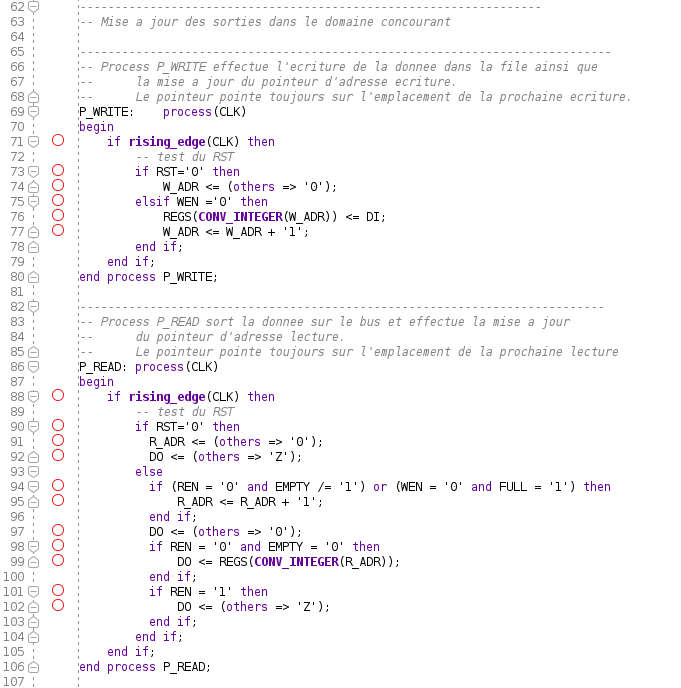 62 ------------------------------------------------------------------
63 -- Mise a jour des sorties dans le domaine concourant
64
65 ----------------------------------------------------------------------------
66 -- Process P_WRITE effectue l'ecriture de la donnee dans la file ainsi que
67 --      la mise a jour du pointeur d'adresse ecriture.
68 --      Le pointeur pointe toujours sur l'emplacement de la prochaine ecriture.
69 P_WRITE:    process(CLK)
70 begin
71     if rising_edge(CLK) then
72         -- test du RST
73         if RST='0' then
74             W_ADR <= (others => '0');
75         elsif WEN ='0' then
76             REGS(CONV_INTEGER(W_ADR)) <= DI;
77             W_ADR <= W_ADR + '1';
78         end if;
79     end if;
80 end process P_WRITE;
81
82 ---------------------------------------------------------------------------
83 -- Process P_READ sort la donnee sur le bus et effectue la mise a jour
84 --      du pointeur d'adresse lecture.
85 --      Le pointeur pointe toujours sur l'emplacement de la prochaine lecture
86 P_READ: process(CLK)
87 begin
88     if rising_edge(CLK) then
89         -- test du RST
90         if RST='0' then
91           R_ADR <= (others => '0');
92           DO <= (others => 'Z');
93         else
94           if (REN = '0' and EMPTY /= '1') or (WEN = '0' and FULL = '1') then
95               R_ADR <= R_ADR + '1';
96           end if;
97           DO <= (others => '0');
98           if REN = '0' and EMPTY = '0' then
99               DO <= REGS(CONV_INTEGER(R_ADR));
100           end if;
101           if REN = '1' then
102               DO <= (others => 'Z');
103           end if;
104         end if;
105     end if;
106 end process P_READ;
107